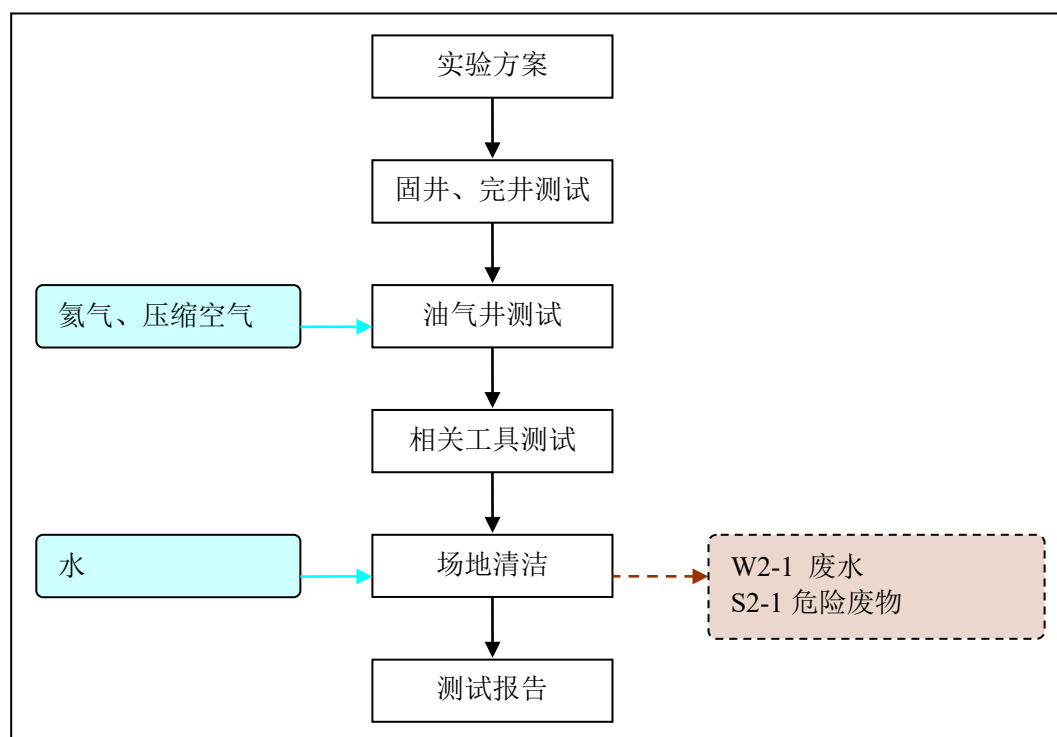 实验方案
固井、完井测试
氦气、压缩空气
油气井测试
相关工具测试
水
场地清洁
W2-1 废水
S2-1 危险废物
测试报告